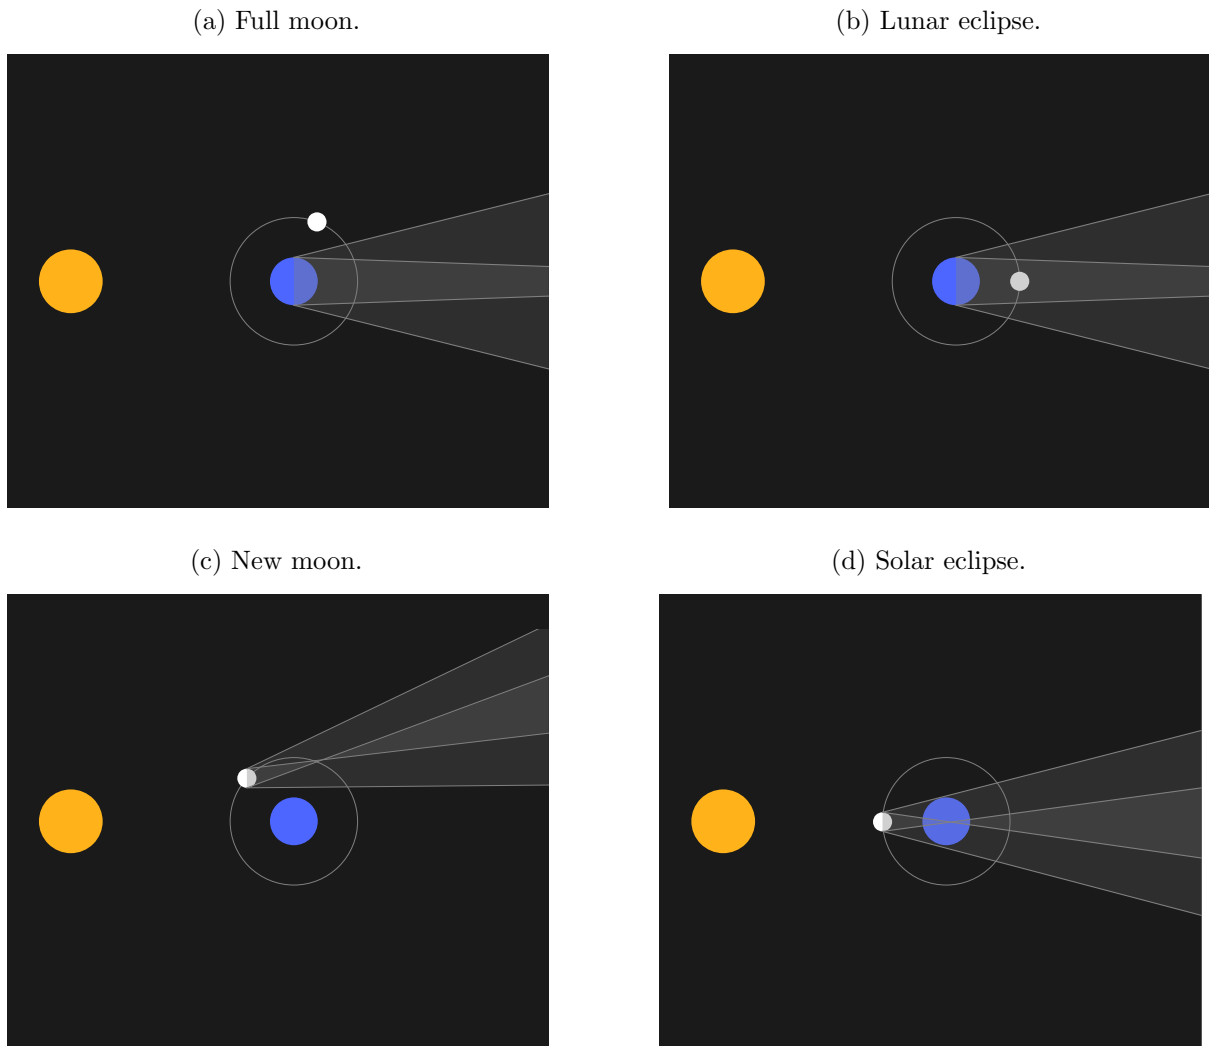 (a) Full moon.
(b) Lunar eclipse.
(c) New moon.
(d) Solar eclipse.